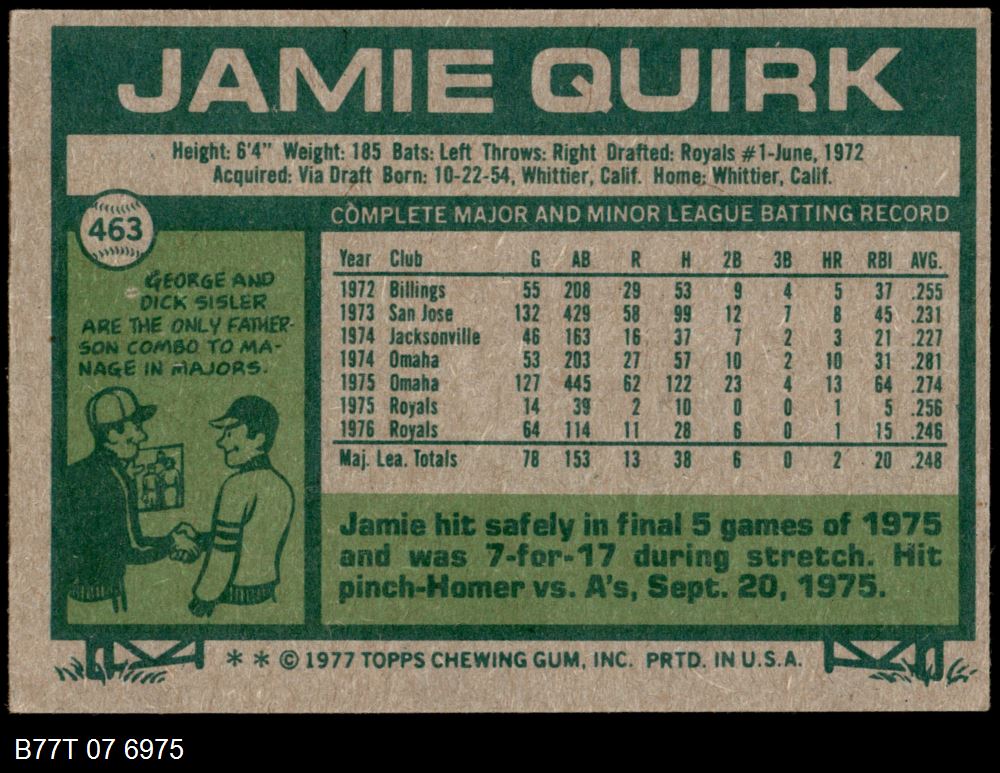 JAMIE QUIRK
Height: 6'4" Weight: 185 Bats: Left Throws: Right Drafted: Royals #1-June, 1972
Acquired: Via Draft Born: 10-22-54, Whittier, Calif. Home: Whittier, Calif.
463
GEORGE AND
DICK SISLER
ARE THE ONLY FATHER-
SON COMBO TO MA-
NAGE IN MAJORS.
COMPLETE MAJOR AND MINOR LEAGUE BATTING RECORD
Year Club G AB R H 2B 3B HR RBI AVG.
1972 Billings 55 208 29 53 9 4 5 37 .255
1973 San Jose 132 429 58 99 12 7 8 45 .231
1974 Jacksonville 46 163 16 37 7 2 3 21 .227
1974 Omaha 53 203 27 57 10 2 10 31 .281
1975 Omaha 127 445 62 122 23 4 13 64 .274
1975 Royals 14 39 2 10 0 0 1 5 .256
1976 Royals 64 114 11 28 6 0 1 15 .246
Maj. Lea. Totals 78 153 13 38 6 0 2 20 .248
Jamie hit safely in final 5 games of 1975
and was 7-for-17 during stretch. Hit
pinch-Homer vs. A's, Sept. 20, 1975.
* * © 1977 TOPPS CHEWING GUM, INC. PRTD. IN U.S.A.
B77T 07 6975